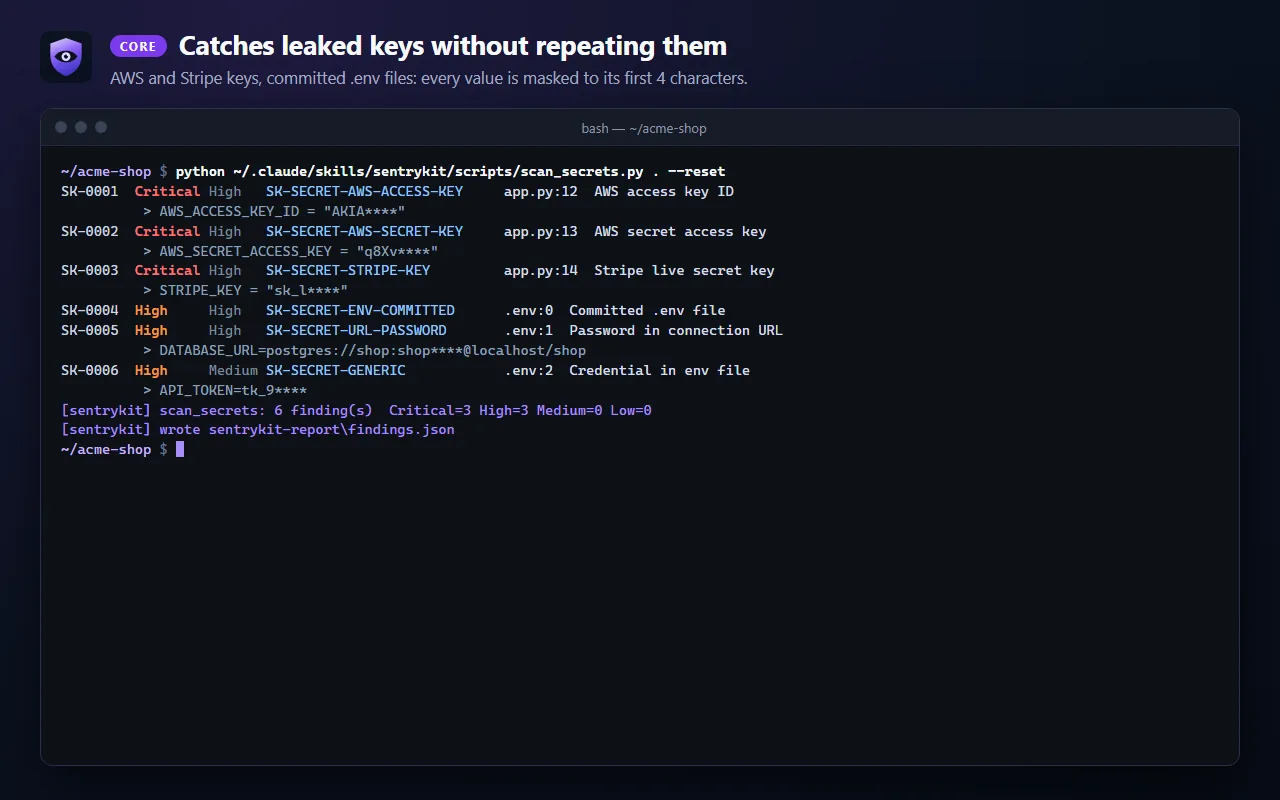 CORE Catches leaked keys without repeating them
AWS and Stripe keys, committed .env files: every value is masked to its first 4 characters.
bash — ~/acme-shop
~/acme-shop $ python ~/.claude/skills/sentrykit/scripts/scan_secrets.py . --reset
SK-0001 Critical High SK-SECRET-AWS-ACCESS-KEY app.py:12 AWS access key ID
> AWS_ACCESS_KEY_ID = "AKIA****"
SK-0002 Critical High SK-SECRET-AWS-SECRET-KEY app.py:13 AWS secret access key
> AWS_SECRET_ACCESS_KEY = "q8Xv****"
SK-0003 Critical High SK-SECRET-STRIPE-KEY app.py:14 Stripe live secret key
> STRIPE_KEY = "sk_l****"
SK-0004 High High SK-SECRET-ENV-COMMITTED .env:0 Committed .env file
SK-0005 High High SK-SECRET-URL-PASSWORD .env:1 Password in connection URL
> DATABASE_URL=postgres://shop:shop****@localhost/shop
SK-0006 High Medium SK-SECRET-GENERIC .env:2 Credential in env file
> API_TOKEN=tk_9****
[sentrykit] scan_secrets: 6 finding(s) Critical=3 High=3 Medium=0 Low=0
[sentrykit] wrote sentrykit-report\findings.json
~/acme-shop $